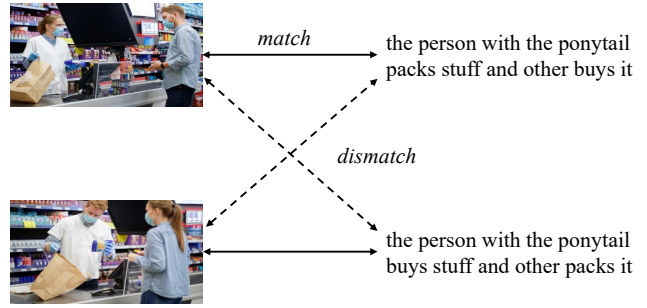 match
the person with the ponytail
packs stuff and other buys it
dismatch
the person with the ponytail
buys stuff and other packs it